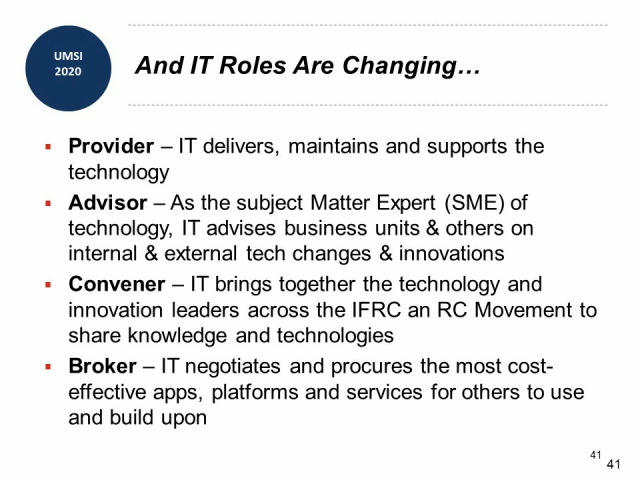 UMSI
2020
And IT Roles Are Changing…
▪ Provider – IT delivers, maintains and supports the
technology
▪ Advisor – As the subject Matter Expert (SME) of
technology, IT advises business units & others on
internal & external tech changes & innovations
▪ Convener – IT brings together the technology and
innovation leaders across the IFRC an RC Movement to
share knowledge and technologies
▪ Broker – IT negotiates and procures the most cost-
effective apps, platforms and services for others to use
and build upon
41
41